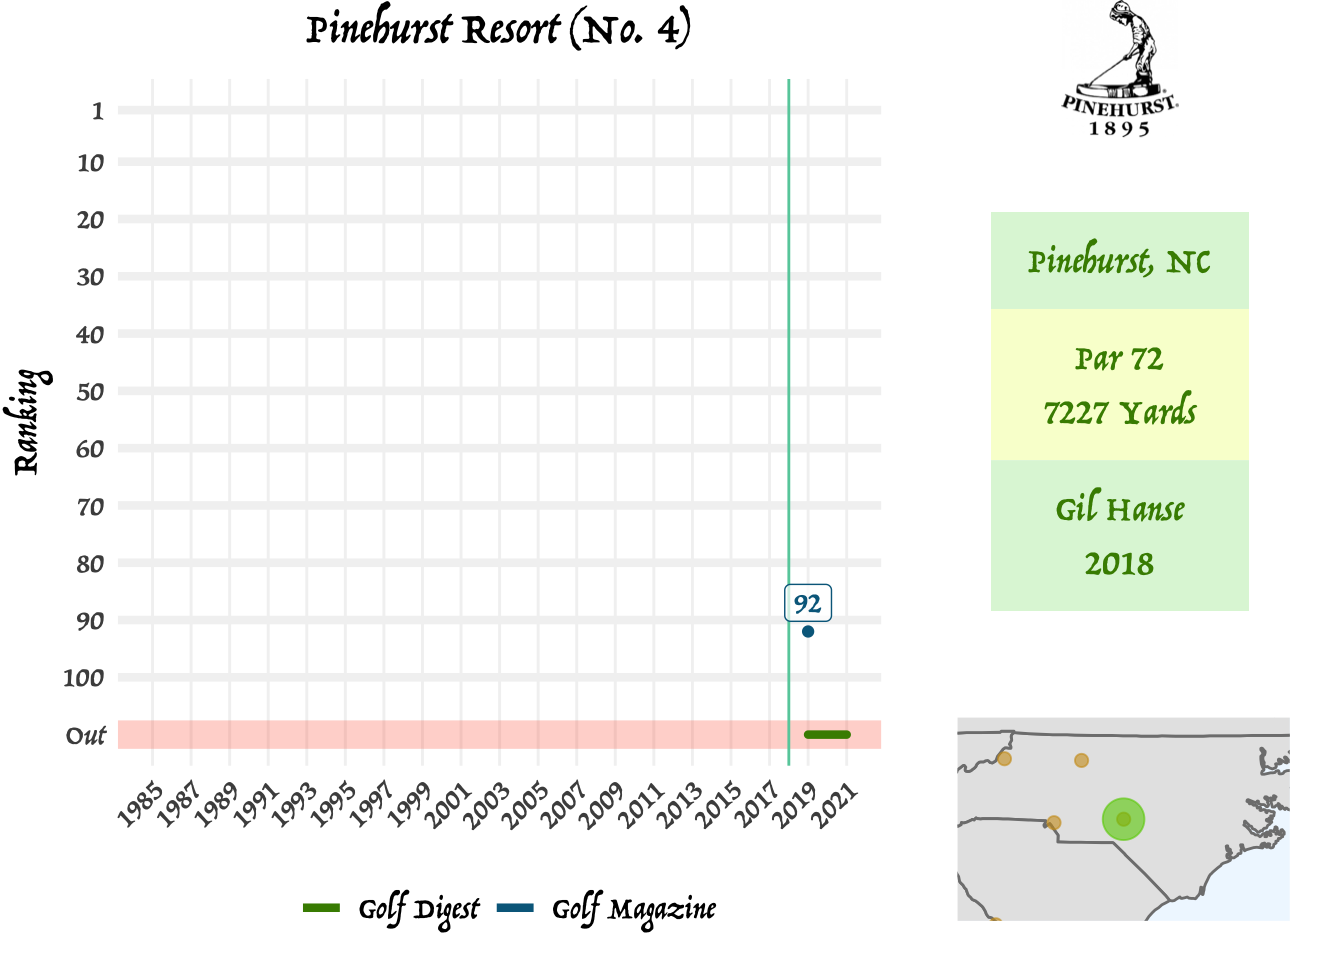 Pinehurst Resort (No. 4)
PINEHURST.
1895
Ranking
1
10
20
30
40
50
60
70
80
90
100
Out
92
1985 1987 1989 1991 1993 1995 1997 1999 2001 2003 2005 2007 2009 2011 2013 2015 2017 2019 2021
Golf Digest Golf Magazine
Pinehurst, NC
Par 72
7227 Yards
Gil Hanse
2018